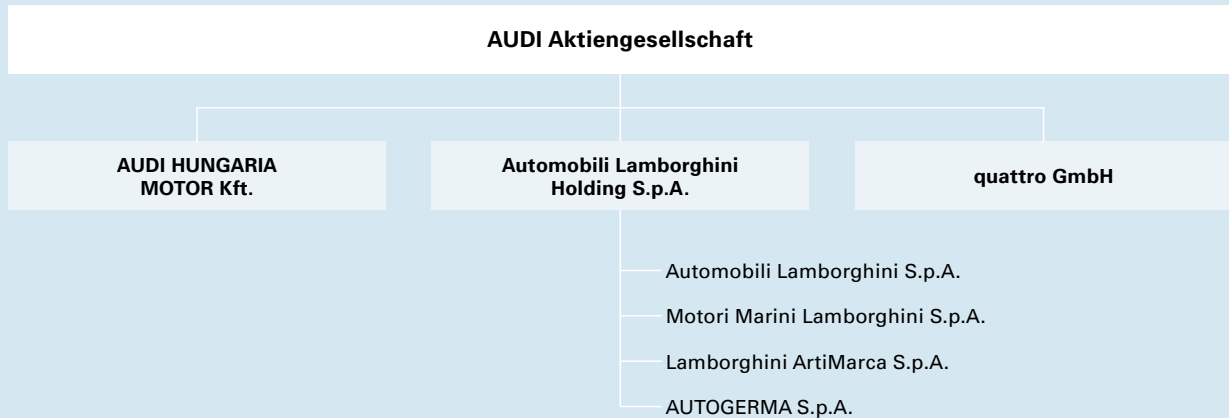 AUDI Aktiengesellschaft
AUDI HUNGARIA
MOTOR Kft.
Automobili Lamborghini
Holding S.p.A.
quattro GmbH
Automobili Lamborghini S.p.A.
Motori Marini Lamborghini S.p.A.
Lamborghini ArtiMarca S.p.A.
AUTOGERMA S.p.A.